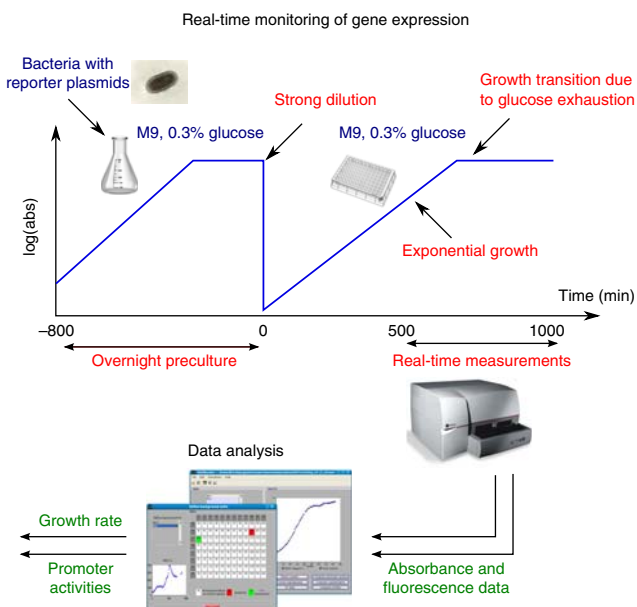 Real-time monitoring of gene expression
Bacteria with
reporter plasmids
Strong dilution
Growth transition due
to glucose exhaustion
M9, 0.3% glucose
M9, 0.3% glucose
log(abs)
Exponential growth
Time (min)
–800
0
500
1000
Overnight preculture
Real-time measurements
Data analysis
Growth rate
Promoter
activities
Absorbance and
fluorescence data